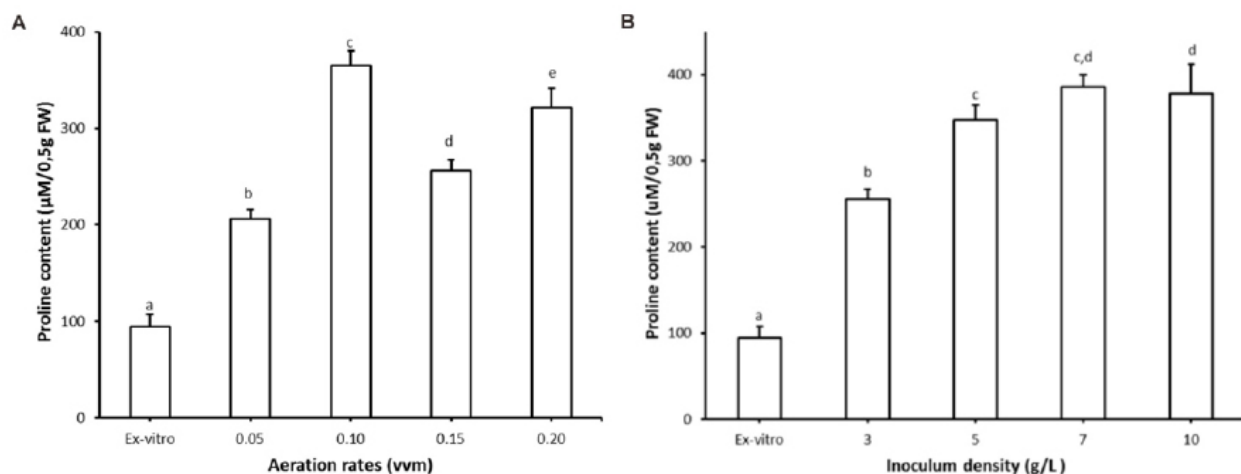 A
Proline content (µM/0,5g FW)
400
300
200
100
0
a
b
c
d
e
Ex-vitro 0.05 0.10 0.15 0.20
Aeration rates (vvm)
B
Proline content (uM/0,5g FW)
400
300
200
100
0
a
b
c
c,d
d
Ex-vitro 3 5 7 10
Inoculum density (g/L)